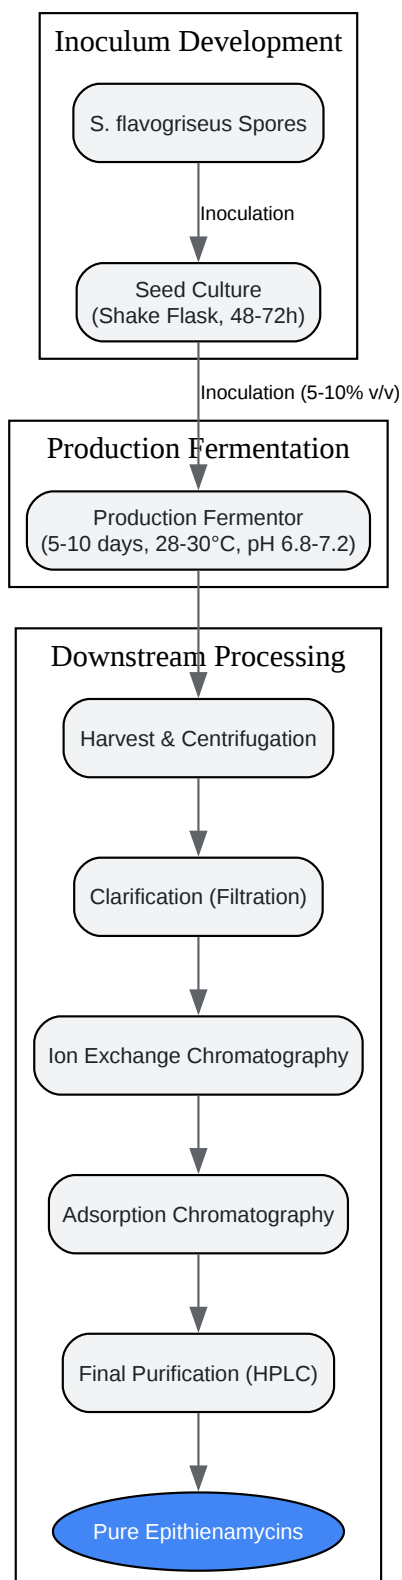 Inoculum Development
S. flavogriseus Spores
Inoculation
Seed Culture
(Shake Flask, 48-72h)
Inoculation (5-10% v/v)
Production Fermentation
Production Fermentor
(5-10 days, 28-30°C, pH 6.8-7.2)
Downstream Processing
Harvest & Centrifugation
Clarification (Filtration)
Ion Exchange Chromatography
Adsorption Chromatography
Final Purification (HPLC)
Pure Epithienamycins